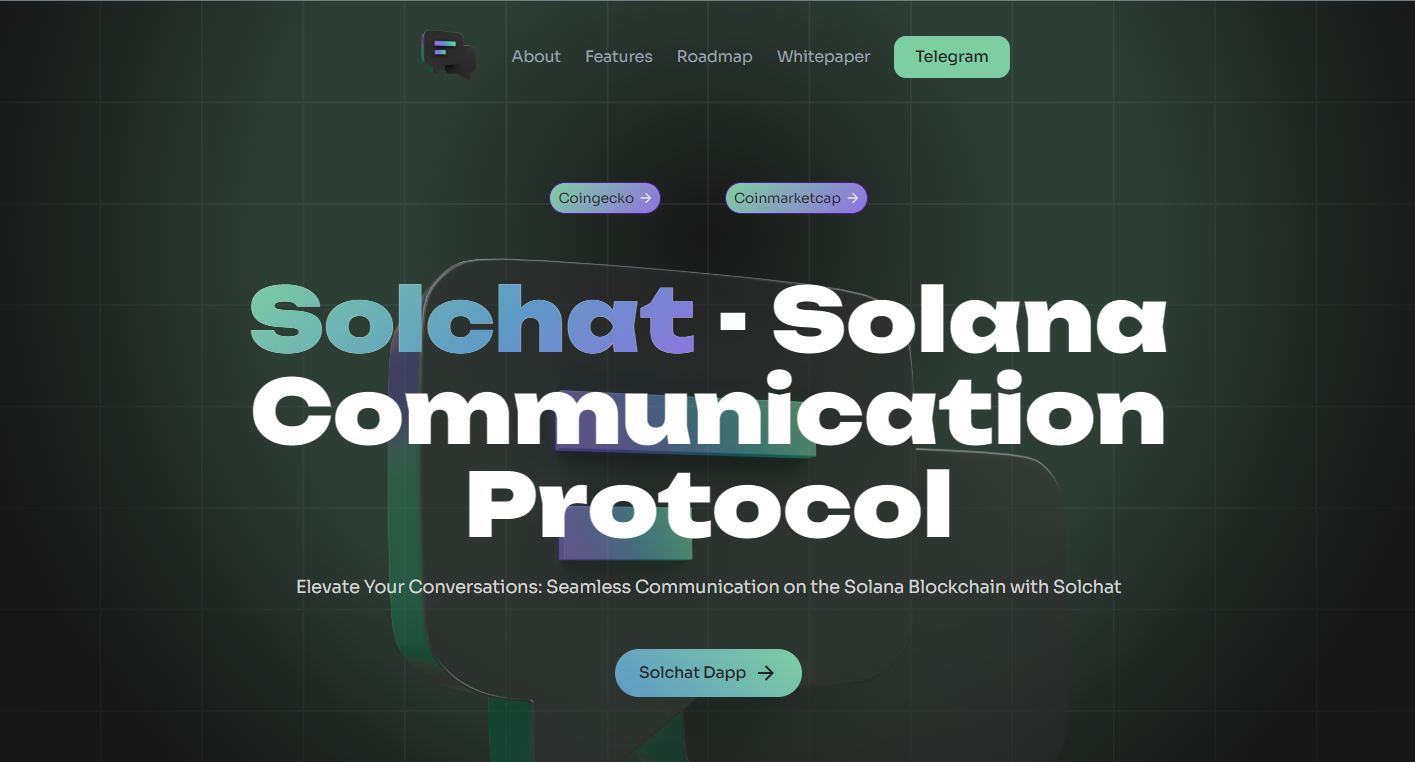 About Features Roadmap Whitepaper Telegram
Coingecko → Coinmarketcap →
Solchat · Solana
Communication
Protocol
Elevate Your Conversations: Seamless Communication on the Solana Blockchain with Solchat
Solchat Dapp →